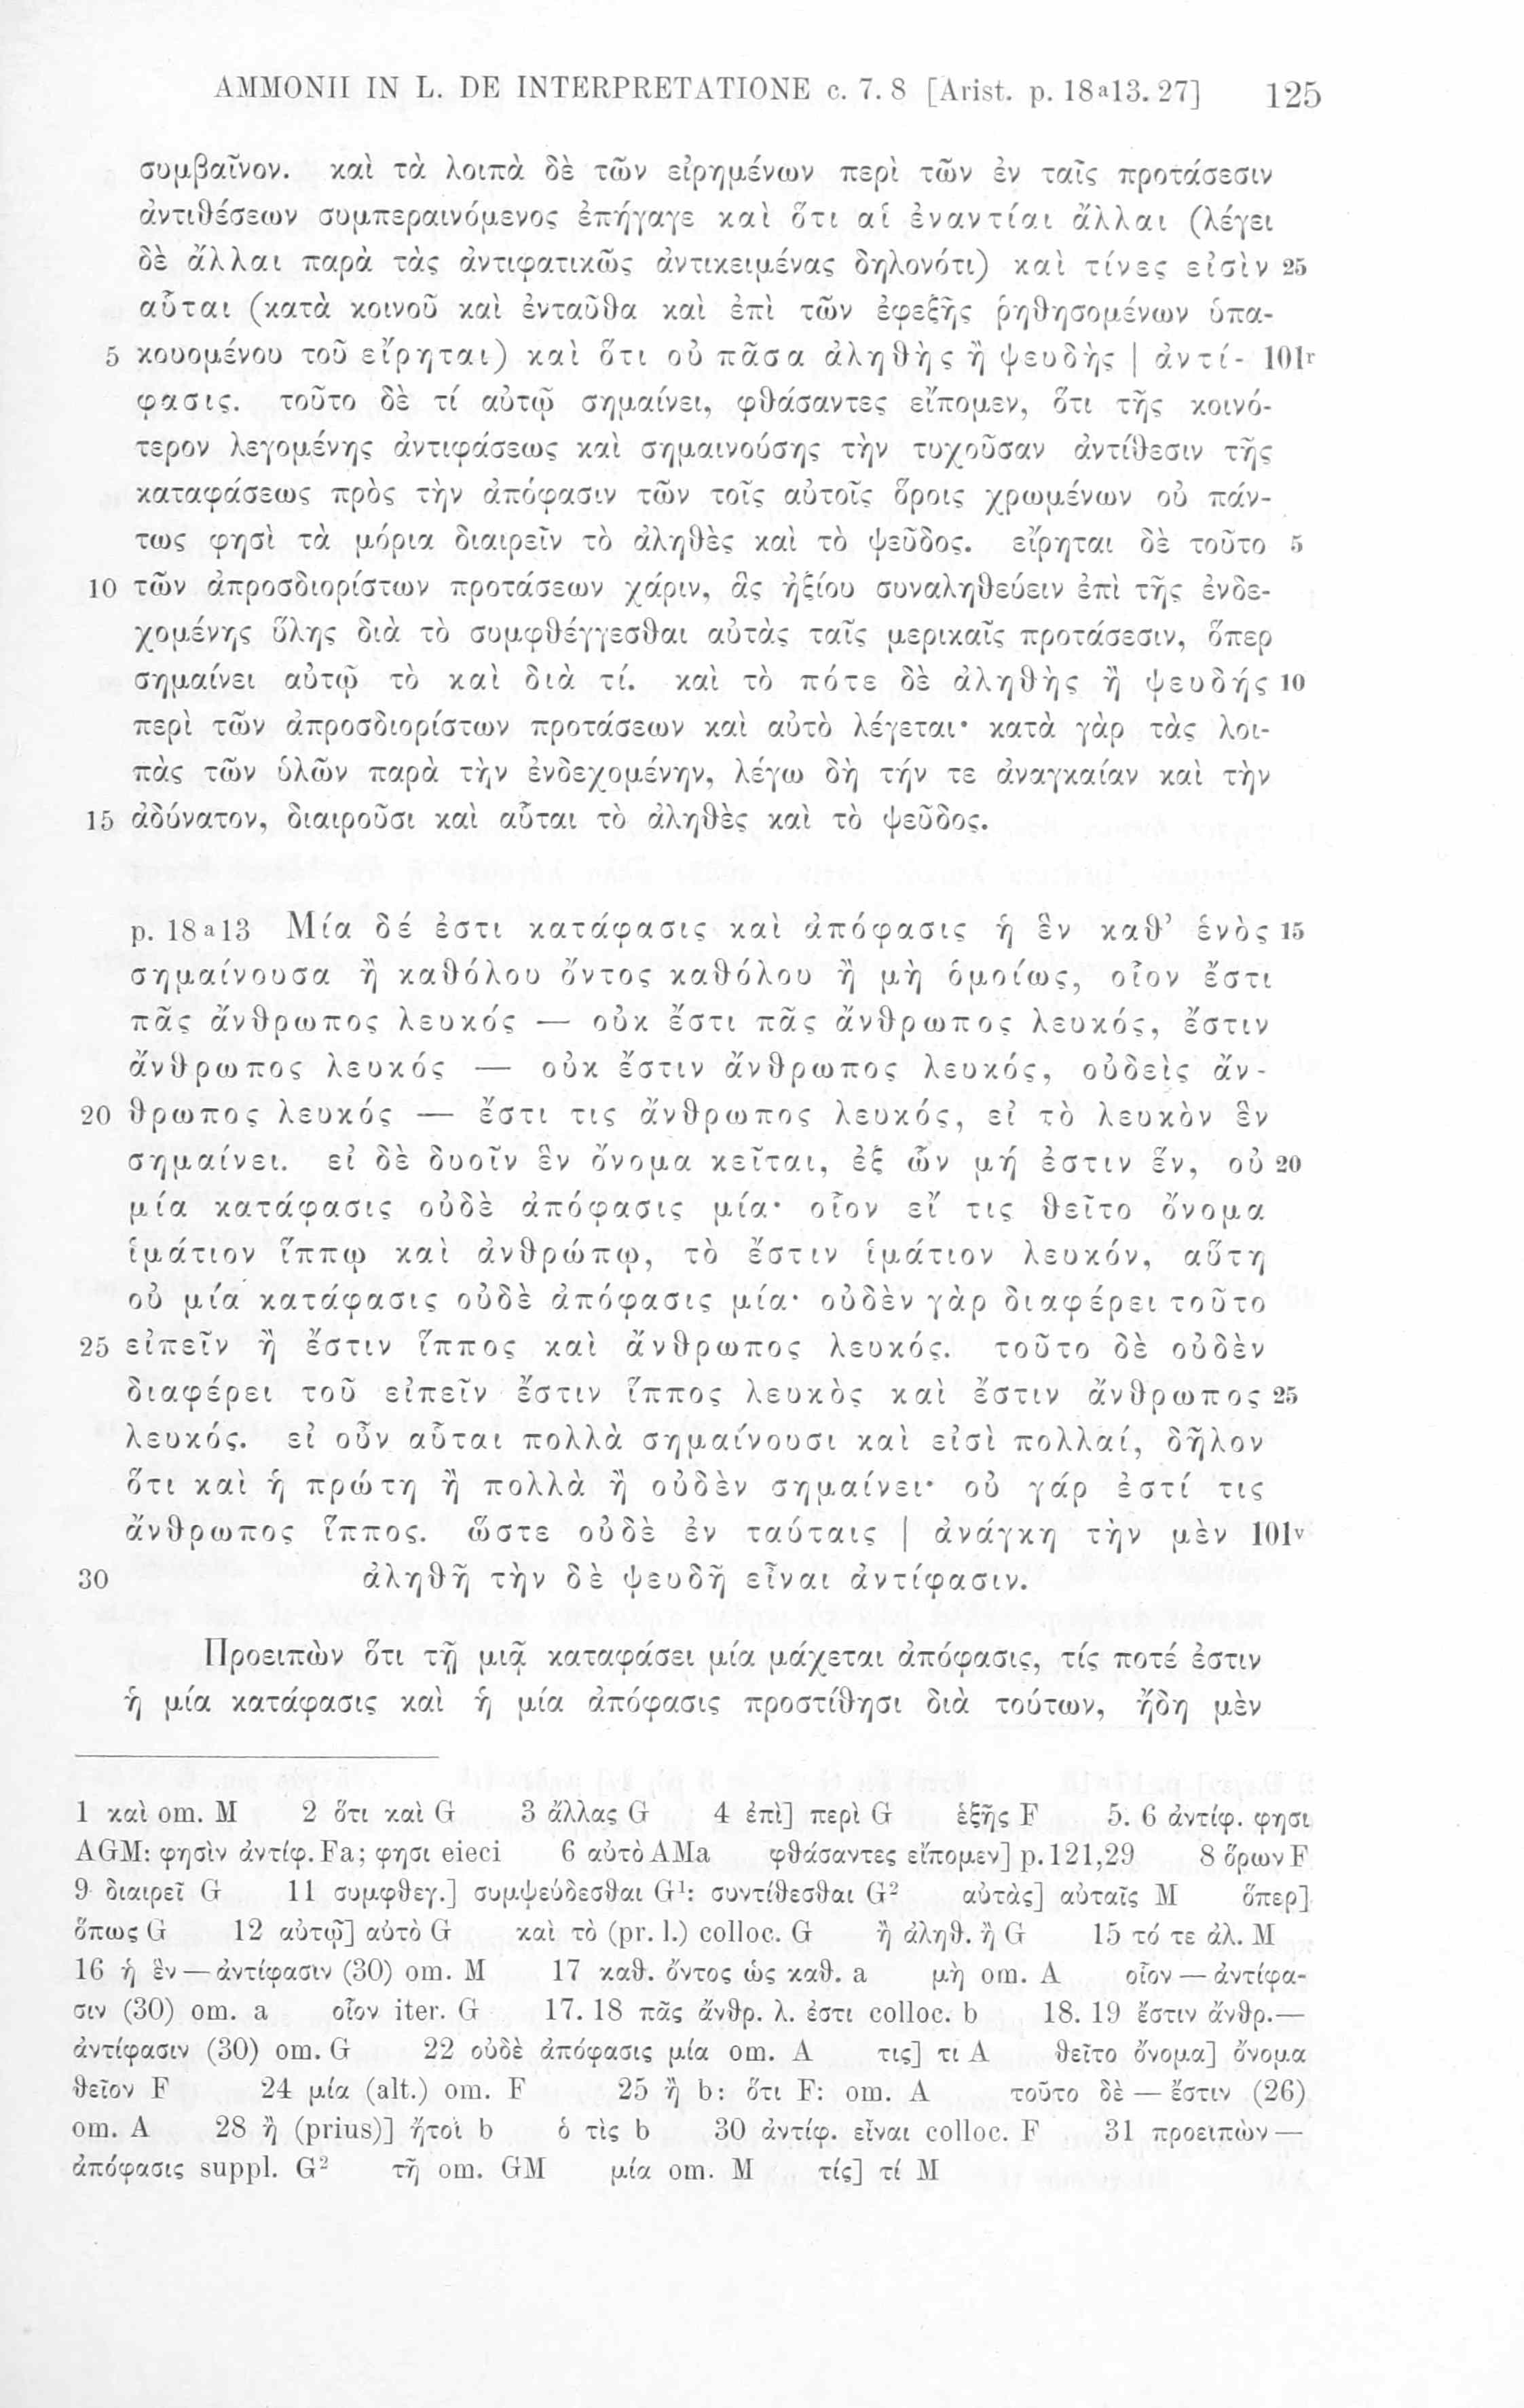 AMMONII IN L. DE INTERPRETATIONE c. 7. 8 [Arist. p. 18ª13. 27] 125
συμβαῖνον. καὶ τὰ λοιπὰ δὲ τῶν εἰρημένων περὶ τῶν ἐν ταῖς προτάσεσιν
ἀντιθέσεων συμπεραινόμενος ἐπήγαγε καὶ ὅτι αἱ ἐναντίαι ἄλλαι (λέγει
δὲ ἄλλαι παρὰ τὰς ἀντιφατικῶς ἀντικειμένας δηλονότι) καὶ τίνες εἰσὶν 25
αὗται (κατὰ κοινοῦ καὶ ἐνταῦθα καὶ ἐπὶ τῶν ἐφεξῆς ῥηθησομένων ὑπα-
5 κουομένου τοῦ εἴρηται) καὶ ὅτι οὐ πᾶσα ἀληθὴς ἢ ψευδὴς | ἀντί- 101r
φασις. τοῦτο δὲ τί αὐτῷ σημαίνει, φθάσαντες εἴπομεν, ὅτι τῆς κοινό-
τερον λεγομένης ἀντιφάσεως καὶ σημαινούσης τὴν τυχοῦσαν ἀντίθεσιν τῆς
καταφάσεως πρὸς τὴν ἀπόφασιν τῶν τοῖς αὐτοῖς ὅροις χρωμένων οὐ πάν-
τως φησὶ τὰ μόρια διαιρεῖν τὸ ἀληθὲς καὶ τὸ ψεῦδος. εἴρηται δὲ τοῦτο 5
10 τῶν ἀπροσδιορίστων προτάσεων χάριν, ἃς ἠξίου συναληθεύειν ἐπὶ τῆς ἐνδε-
χομένης ὕλης διὰ τὸ συμφθέγγεσθαι αὐτὰς ταῖς μερικαῖς προτάσεσιν, ὅπερ
σημαίνει αὐτῷ τὸ καὶ διὰ τί. καὶ τὸ πότε δὲ ἀληθὴς ἢ ψευδής 10
περὶ τῶν ἀπροσδιορίστων προτάσεων καὶ αὐτὸ λέγεται· κατὰ γὰρ τὰς λοι-
πὰς τῶν ὑλῶν παρὰ τὴν ἐνδεχομένην, λέγω δὴ τήν τε ἀναγκαίαν καὶ τὴν
15 ἀδύνατον, διαιροῦσι καὶ αὗται τὸ ἀληθὲς καὶ τὸ ψεῦδος.
p. 18ª13 Μία δέ ἐστι κατάφασις καὶ ἀπόφασις ἡ ἓν καθ’ ἑνὸς 15
σημαίνουσα ἢ καθόλου ὄντος καθόλου ἢ μὴ ὁμοίως, οἷον ἔστι
πᾶς ἄνθρωπος λευκός — οὐκ ἔστι πᾶς ἄνθρωπος λευκός, ἔστιν
ἄνθρωπος λευκός — οὐκ ἔστιν ἄνθρωπος λευκός, οὐδεὶς ἄν-
20 θρωπος λευκός — ἔστι τις ἄνθρωπος λευκός, εἰ τὸ λευκὸν ἓν
σημαίνει. εἰ δὲ δυοῖν ἓν ὄνομα κεῖται, ἐξ ὧν μή ἐστιν ἕν, οὐ 20
μία κατάφασις οὐδὲ ἀπόφασις μία· οἷον εἴ τις θεῖτο ὄνομα
ἱμάτιον ἵππῳ καὶ ἀνθρώπῳ, τὸ ἔστιν ἱμάτιον λευκόν, αὕτη
οὐ μία κατάφασις οὐδὲ ἀπόφασις μία· οὐδὲν γὰρ διαφέρει τοῦτο
25 εἰπεῖν ἢ ἔστιν ἵππος καὶ ἄνθρωπος λευκός. τοῦτο δὲ οὐδὲν
διαφέρει τοῦ εἰπεῖν ἔστιν ἵππος λευκὸς καὶ ἔστιν ἄνθρωπος 25
λευκός. εἰ οὖν αὗται πολλὰ σημαίνουσι καὶ εἰσὶ πολλαί, δῆλον
ὅτι καὶ ἡ πρώτη ἢ πολλὰ ἢ οὐδὲν σημαίνει· οὐ γάρ ἐστί τις
ἄνθρωπος ἵππος. ὥστε οὐδὲ ἐν ταύταις | ἀνάγκη τὴν μὲν 101v
30 ἀληθῆ τὴν δὲ ψευδῆ εἶναι ἀντίφασιν.
Προειπὼν ὅτι τῇ μιᾷ καταφάσει μία μάχεται ἀπόφασις, τίς ποτέ ἐστιν
ἡ μία κατάφασις καὶ ἡ μία ἀπόφασις προστίθησι διὰ τούτων, ἤδη μὲν
1 καὶ om. M 2 ὅτι καὶ G 3 ἄλλας G 4 ἐπὶ] περὶ G ἑξῆς F 5. 6 ἀντίφ. φησι
AGM: φησὶν ἀντίφ. Fa; φησι eieci 6 αὐτὸ AMa φθάσαντες εἴπομεν] p. 121,29 8 ὅρων F
9 διαιρεῖ G 11 συμφθεγ.] συμψεύδεσθαι G¹: συντίθεσθαι G² αὐτὰς] αὐταῖς M ὅπερ]
ὅπως G 12 αὐτῷ] αὐτὸ G καὶ τὸ (pr. l.) colloc. G ἢ ἀληθ. ἢ G 15 τό τε ἀλ. M
16 ἡ ἓν — ἀντίφασιν (30) om. M 17 καθ. ὄντος ὡς καθ. a μὴ om. A οἷον — ἀντίφα-
σιν (30) om. a οἷον iter. G 17. 18 πᾶς ἄνθρ. λ. ἐστι colloc. b 18. 19 ἔστιν ἄνθρ.—
ἀντίφασιν (30) om. G 22 οὐδὲ ἀπόφασις μία om. A τις] τι A θεῖτο ὄνομα] ὄνομα
θεῖον F 24 μία (alt.) om. F 25 ἢ b: ὅτι F: om. A τοῦτο δὲ — ἔστιν (26)
om. A 28 ἢ (prius)] ἤτοι b ὁ τὶς b 30 ἀντίφ. εἶναι colloc. F 31 προειπὼν —
ἀπόφασις suppl. G² τῇ om. GM μία om. M τίς] τί M